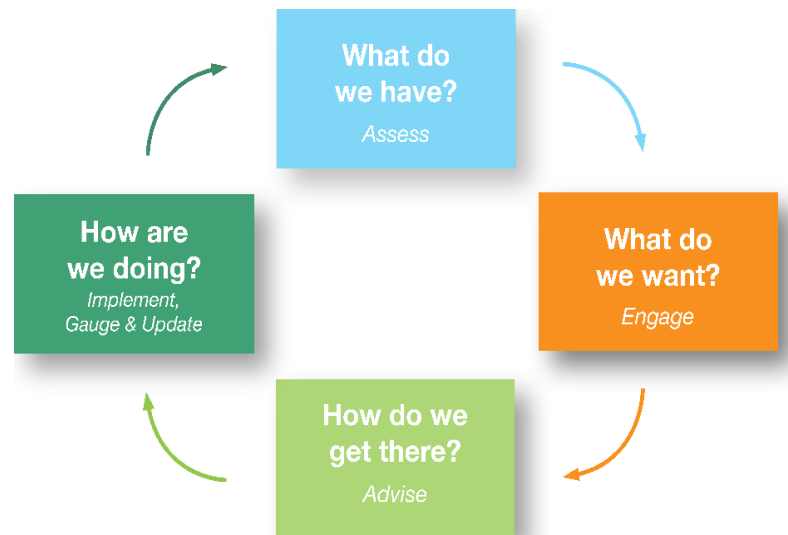 What do
we have?
Assess
What do
we want?
Engage
How do we
get there?
Advise
How are
we doing?
Implement,
Gauge & Update